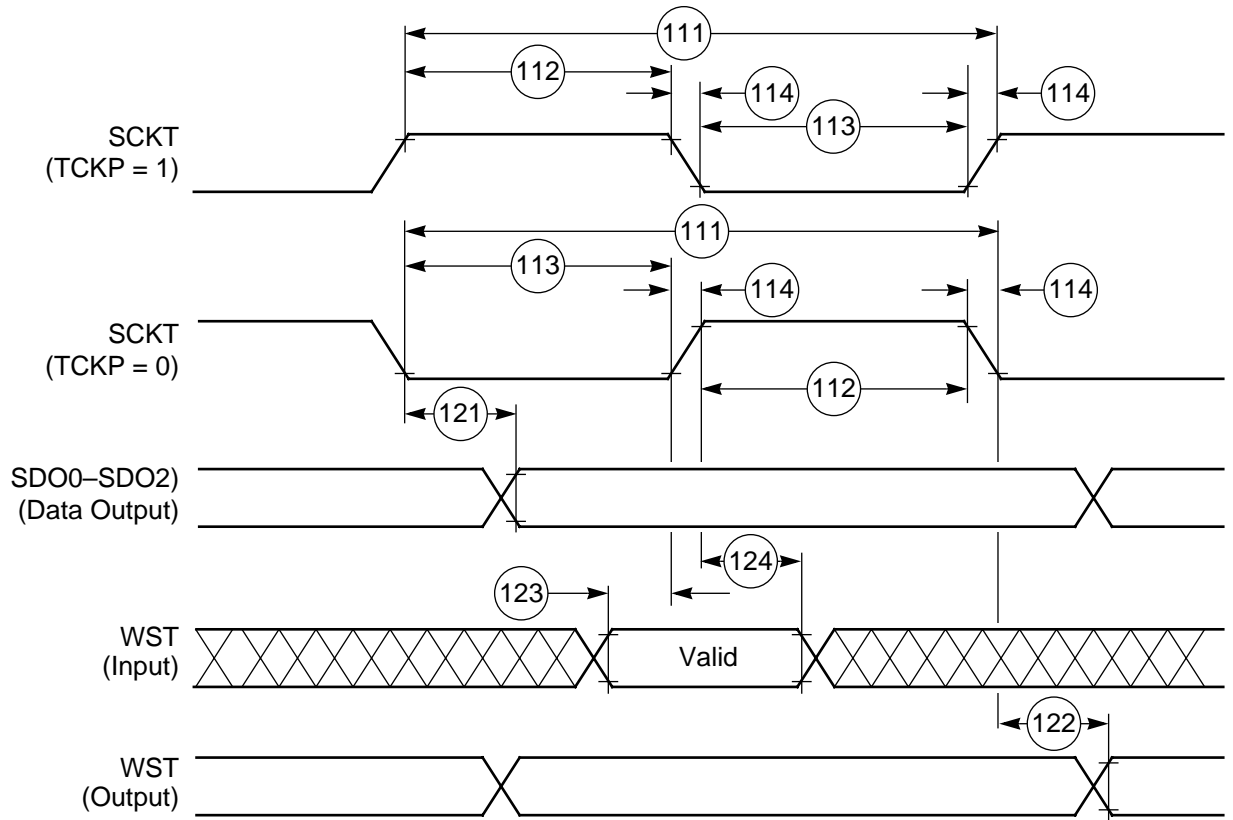 111
112
114
114
113
SCKT
(TCKP = 1)
111
113
114
114
SCKT
(TCKP = 0)
112
121
SDO0–SDO2)
(Data Output)
124
123
WST
(Input)
Valid
122
WST
(Output)